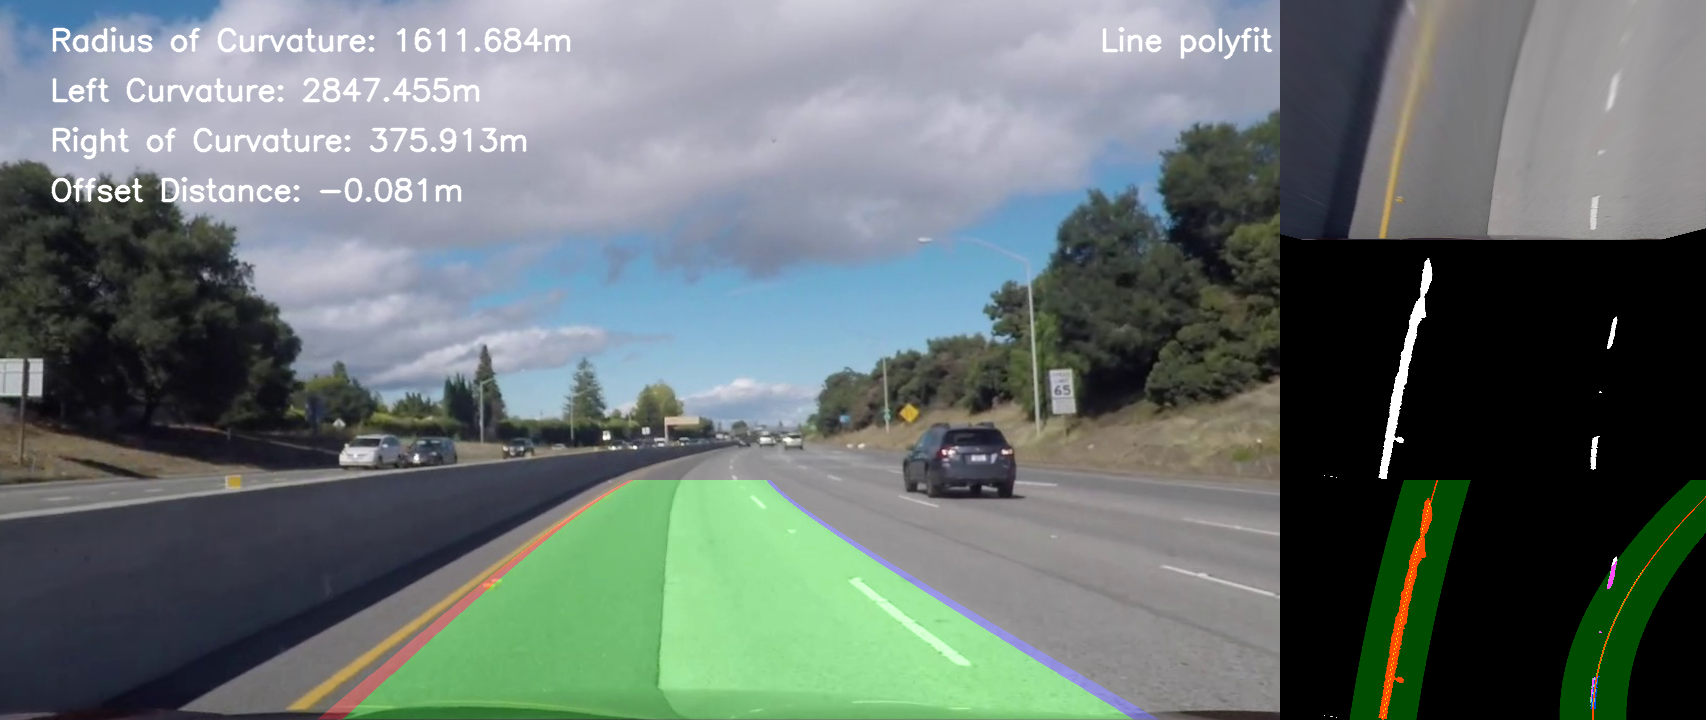 Radius of Curvature: 1611.684m
Line polyfit
Left Curvature: 2847.455m
Right of Curvature: 375.913m
Offset Distance: −0.081m
65